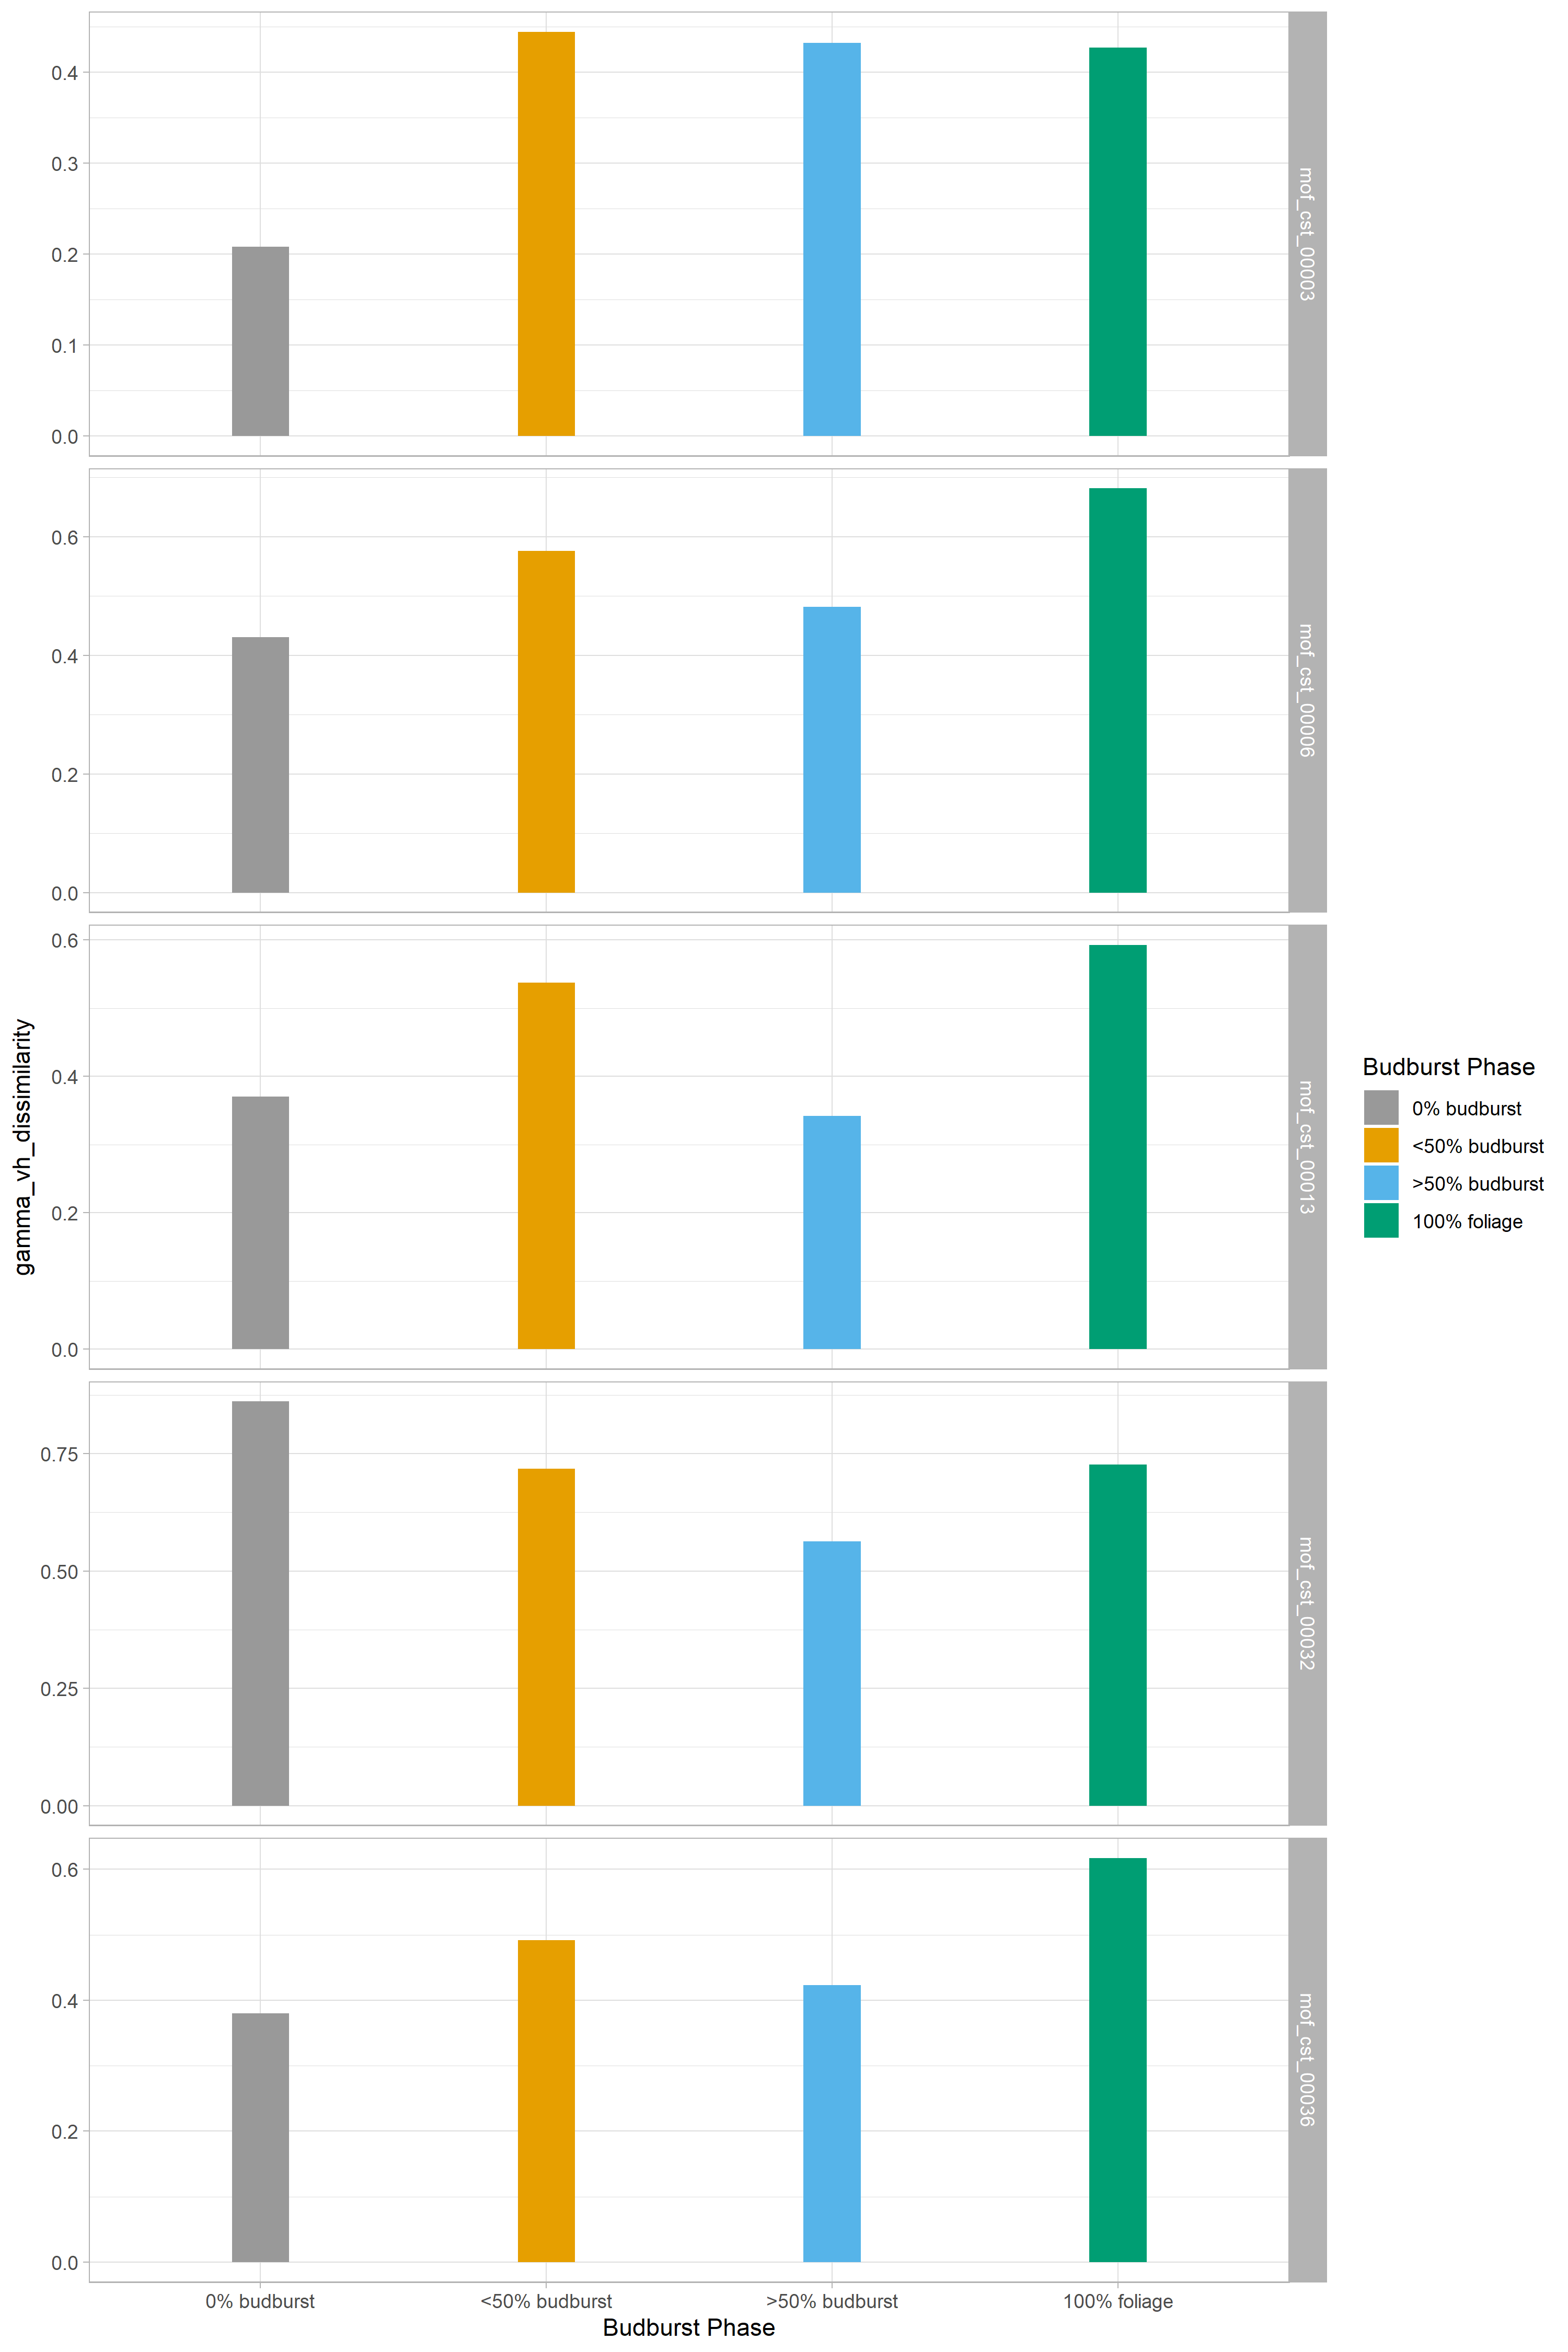 gamma_vh_dissimilarity
0.4
0.3
0.2
0.1
0.0
mof_cst_00003
0.6
0.4
0.2
0.0
mof_cst_00006
0.6
0.4
0.2
0.0
mof_cst_00013
0.75
0.50
0.25
0.00
mof_cst_00032
0.6
0.4
0.2
0.0
mof_cst_00036
0% budburst
<50% budburst
>50% budburst
100% foliage
Budburst Phase
Budburst Phase
0% budburst
<50% budburst
>50% budburst
100% foliage